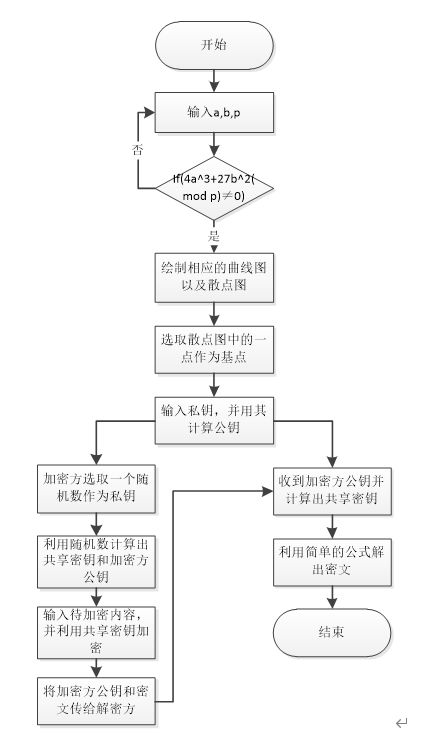 开始
输入a,b,p
If(4a^3+27b^2(
mod p)≠0)
否
是
绘制相应的曲线图
以及散点图
选取散点图中的一
点作为基点
输入私钥，并用其
计算公钥
加密方选取一个随
机数作为私钥
利用随机数计算出
共享密钥和加密方
公钥
输入待加密内容，
并利用共享密钥加
密
将加密方公钥和密
文传给解密方
收到加密方公钥并
计算出共享密钥
利用简单的公式解
出密文
结束